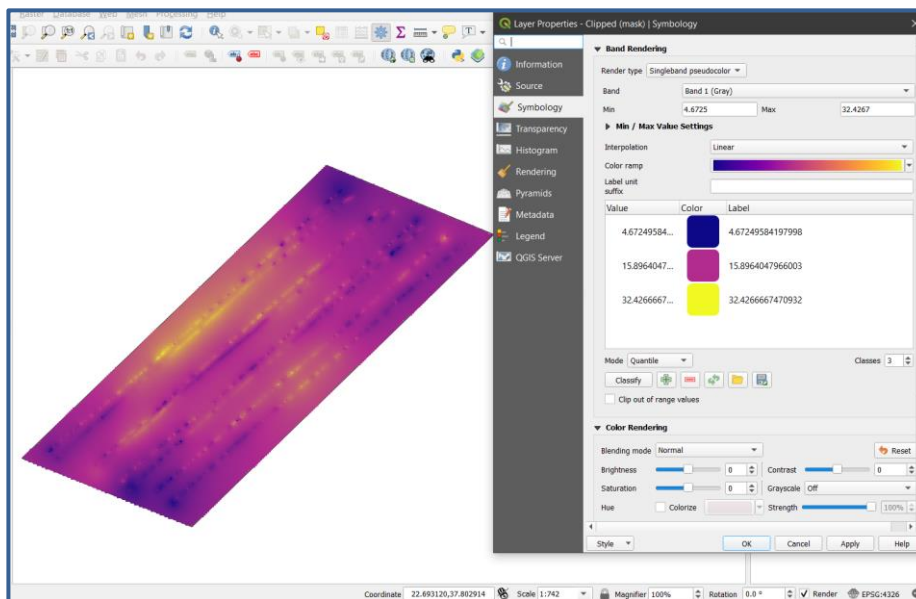 Raster Database Web Mesh Processing Help
Layer Properties - Clipped (mask) | Symbology
Information
Source
Symbology
Transparency
Histogram
Rendering
Pyramids
Metadata
Legend
QGIS Server
Band Rendering
Render type Singleband pseudocolor
Band Band 1 (Gray)
Min 4.6725 Max 32.4267
Min / Max Value Settings
Interpolation Linear
Color ramp
Label unit
suffix
Value Color Label
4.67249584... 4.67249584197998
15.8964047... 15.8964047966003
32.4266667... 32.4266667470932
Mode Quantile Classes 3
Classify
Clip out of range values
Color Rendering
Blending mode Normal Reset
Brightness 0 Contrast 0
Saturation 0 Grayscale Off
Hue Colorize Strength 100%
Style OK Cancel Apply Help
Coordinate 22.693120,37.802914 Scale 1:742 Magnifier 100% Rotation 0.0 ° Render EPSG:4326